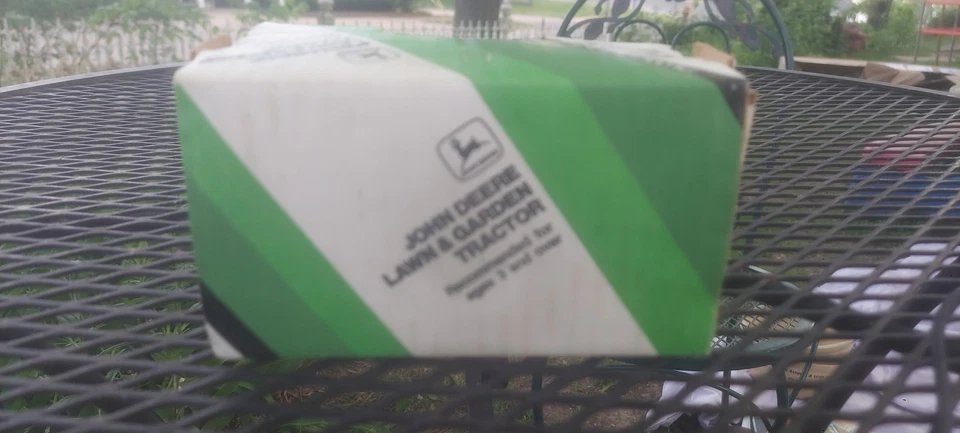 JOHN DEERE
LAWN & GARDEN
TRACTOR
Recommended for
ages 3 and over